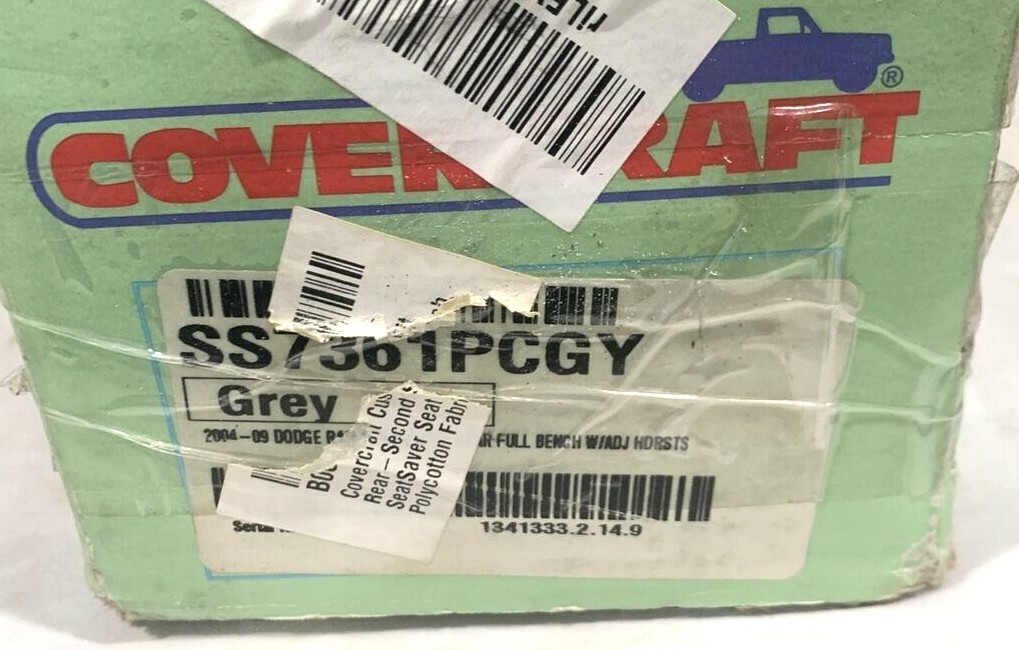 ®
COVERCRAFT
SS7361PCGY
Grey
2004-09 DODGE FULL BENCH W/ADJ HDRSTS
Covercraft
Rear – Second
SeatSaver Seat
Polycotton
1341333.2.14.9